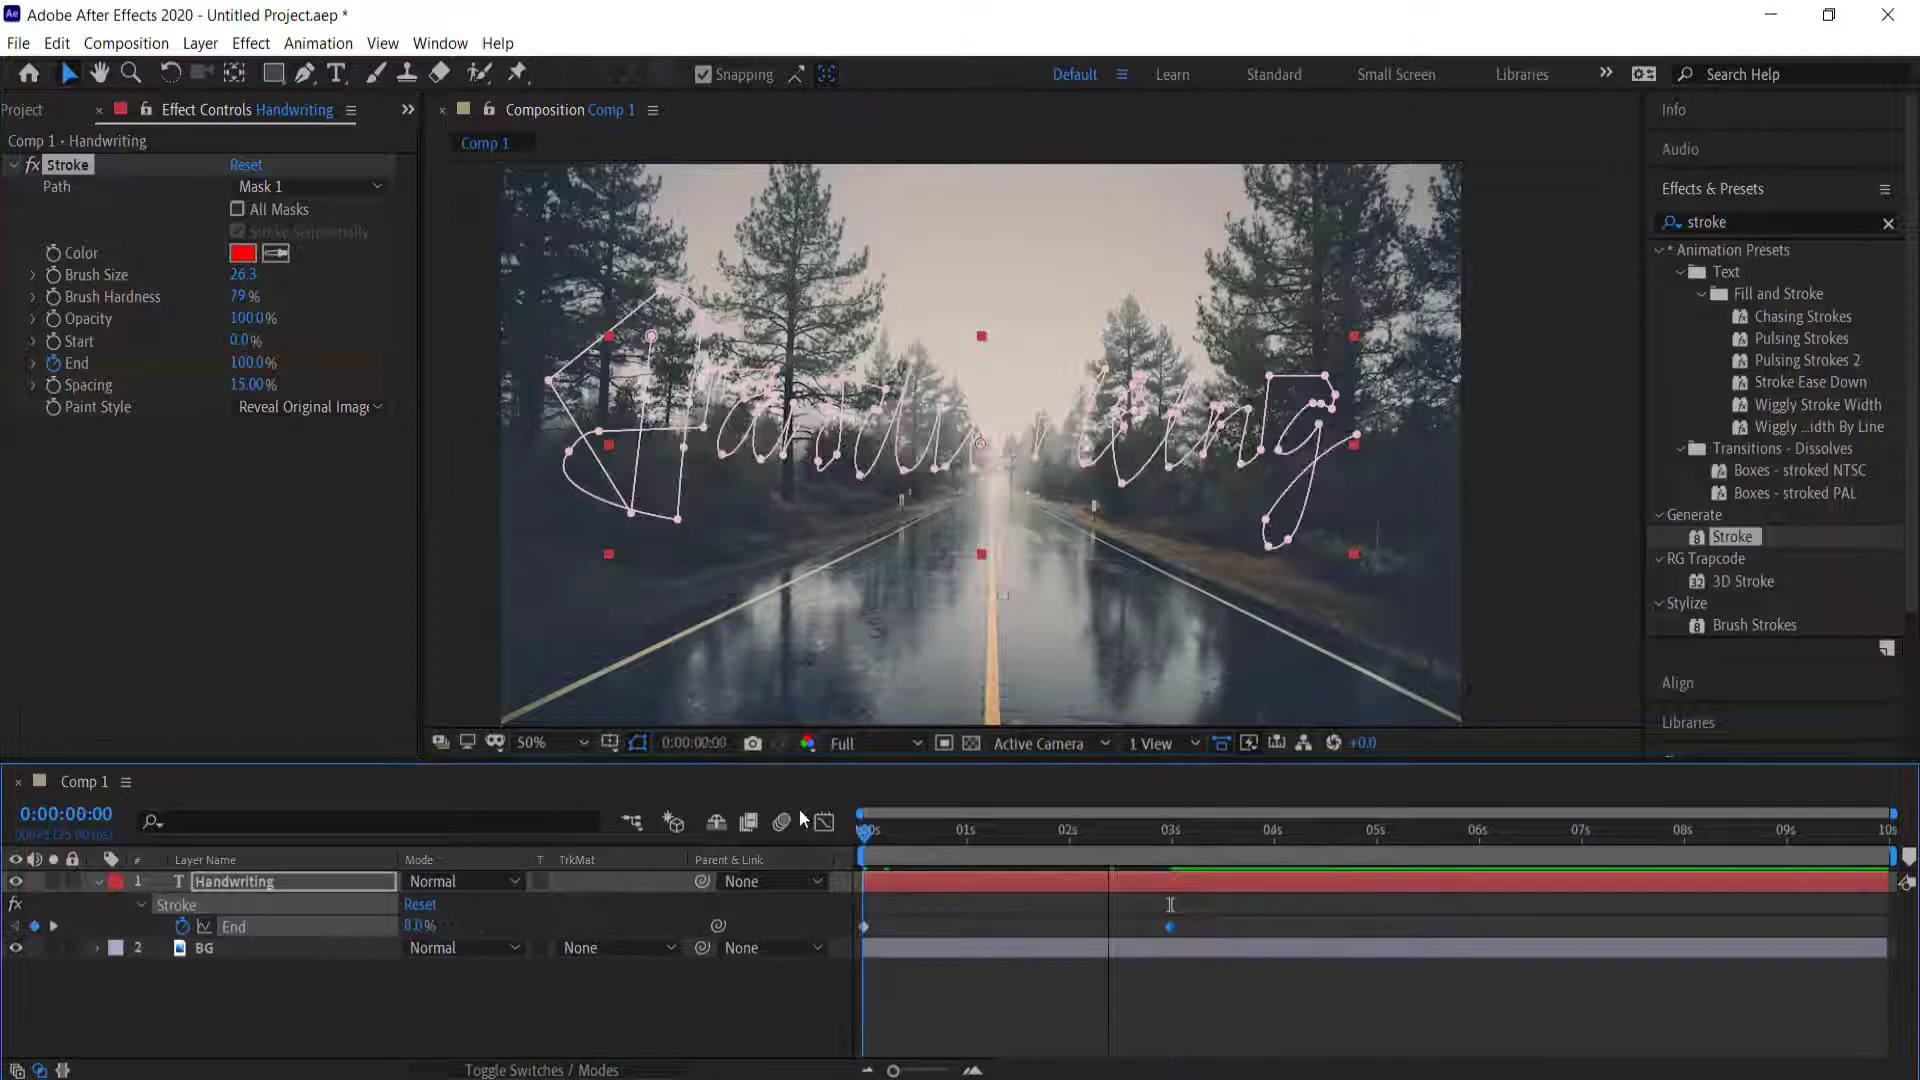 Adobe After Effects 2020 - Untitled Project.aep *
File Edit Composition Layer Effect Animation View Window Help
Snapping Default Learn Standard Small Screen Libraries Search Help
Project Effect Controls Handwriting Composition Comp 1 Info
Comp 1 • Handwriting Comp 1
fx Stroke Reset
Path Mask 1
All Masks
Stroke Sequentially
Color
Brush Size 26.3
Brush Hardness 79 %
Opacity 100.0 %
Start 0.0 %
End 100.0 %
Spacing 15.00 %
Paint Style Reveal Original Image
Audio
Effects & Presets
stroke
* Animation Presets
Text
Fill and Stroke
Chasing Strokes
Pulsing Strokes
Pulsing Strokes 2
Stroke Ease Down
Wiggly Stroke Width
Wiggly ...idth By Line
Transitions - Dissolves
Boxes - stroked NTSC
Boxes - stroked PAL
Generate
Stroke
RG Trapcode
3D Stroke
Stylize
Brush Strokes
Align
Libraries
50% 0:00:00:00 Full Active Camera 1 View +0.0
Comp 1
0:00:00:00
01s 02s 03s 04s 05s 06s 07s 08s 09s 10s
# Layer Name Mode T TrkMat Parent & Link
1 T Handwriting Normal None
fx Stroke Reset
End
2 BG Normal None None
Toggle Switches / Modes